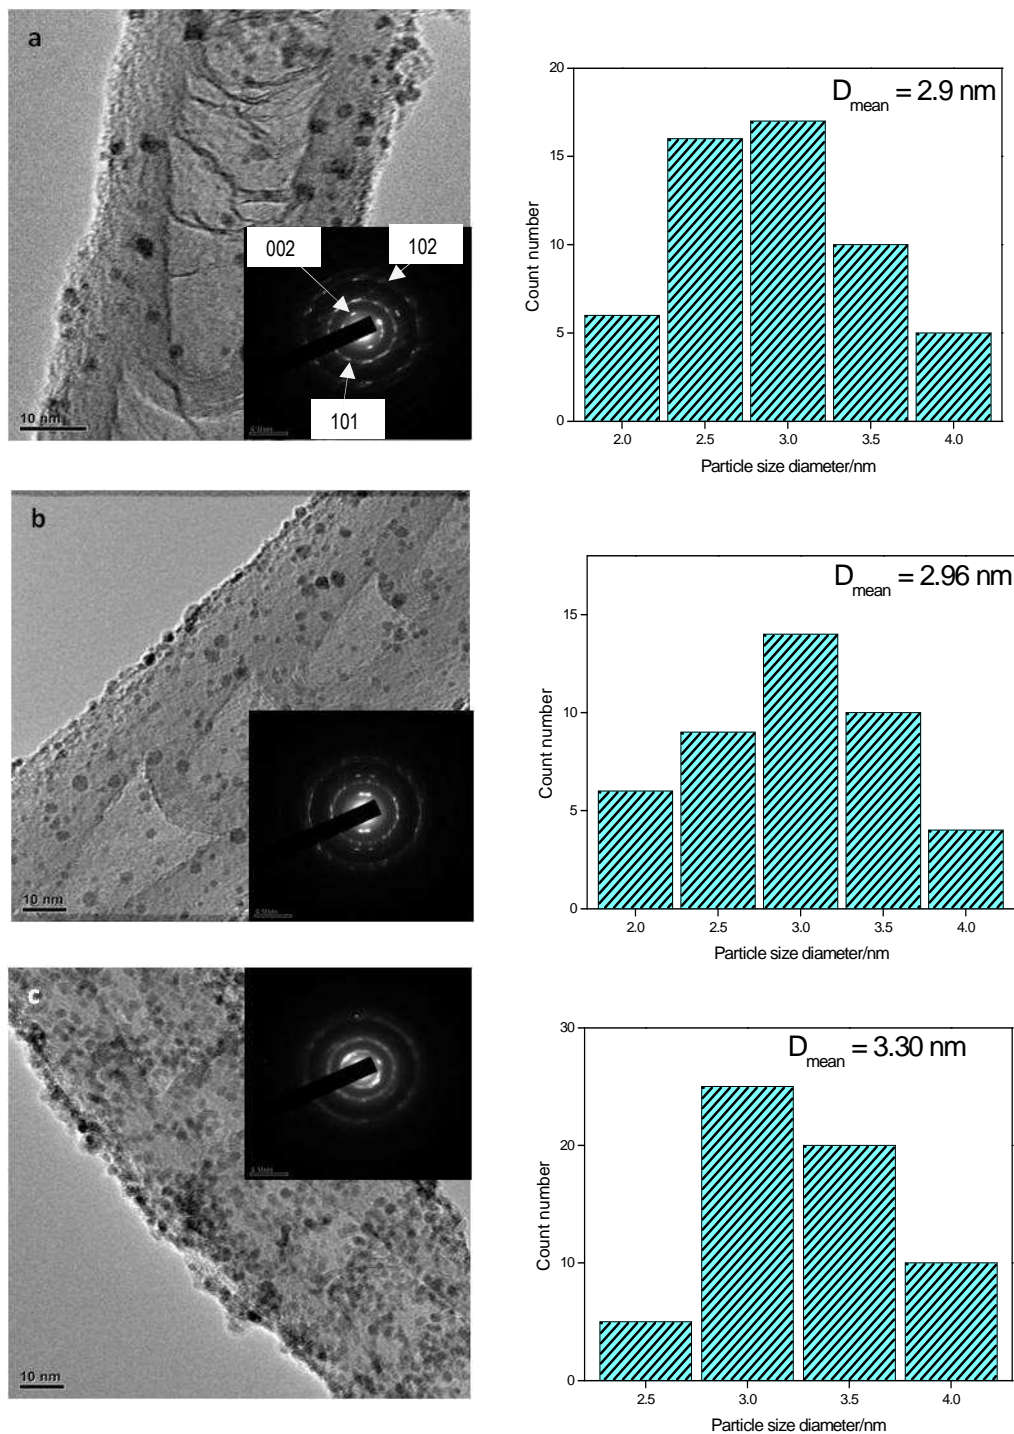 a
002
102
101
10 nm
D_mean = 2.9 nm
20
15
10
5
0
Count number
2.0 2.5 3.0 3.5 4.0
Particle size diameter/nm
b
10 nm
D_mean = 2.96 nm
15
10
5
0
Count number
2.0 2.5 3.0 3.5 4.0
Particle size diameter/nm
c
10 nm
D_mean = 3.30 nm
30
20
10
0
Count number
2.5 3.0 3.5 4.0
Particle size diameter/nm